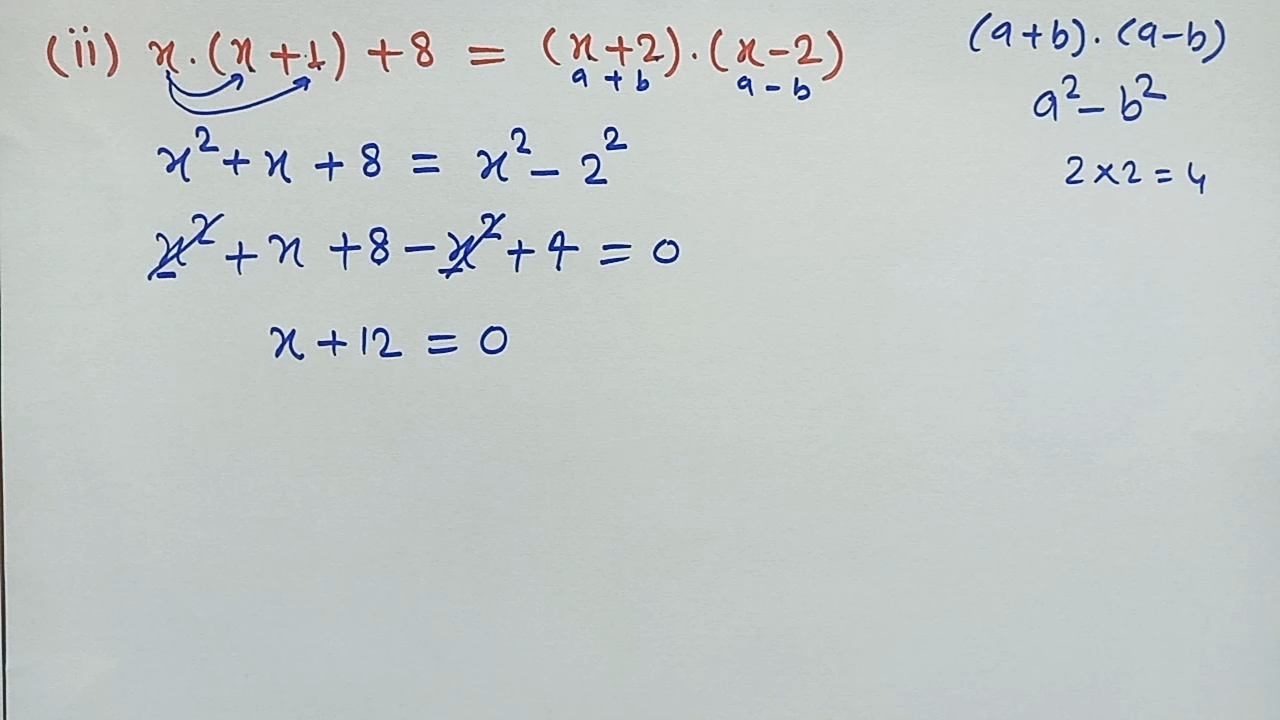 (ii) x.(x+1)+8 = (x+2).(x-2)
a+b a-b
x²+x+8 = x²-2²
x²+x+8-x²+4=0
x+12=0
(a+b).(a-b)
a²-b²
2×2=4